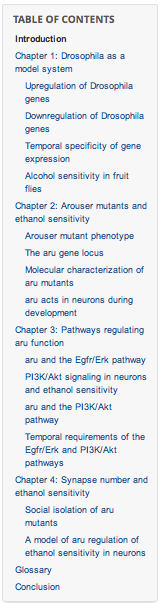 TABLE OF CONTENTS
Introduction
Chapter 1: Drosophila as a
model system
Upregulation of Drosophila
genes
Downregulation of Drosophila
genes
Temporal specificity of gene
expression
Alcohol sensitivity in fruit
flies
Chapter 2: Arouser mutants and
ethanol sensitivity
Arouser mutant phenotype
The aru gene locus
Molecular characterization of
aru mutants
aru acts in neurons during
development
Chapter 3: Pathways regulating
aru function
aru and the Egfr/Erk pathway
PI3K/Akt signaling in neurons
and ethanol sensitivity
aru and the PI3K/Akt
pathway
Temporal requirements of the
Egfr/Erk and PI3K/Akt
pathways
Chapter 4: Synapse number and
ethanol sensitivity
Social isolation of aru
mutants
A model of aru regulation of
ethanol sensitivity in neurons
Glossary
Conclusion